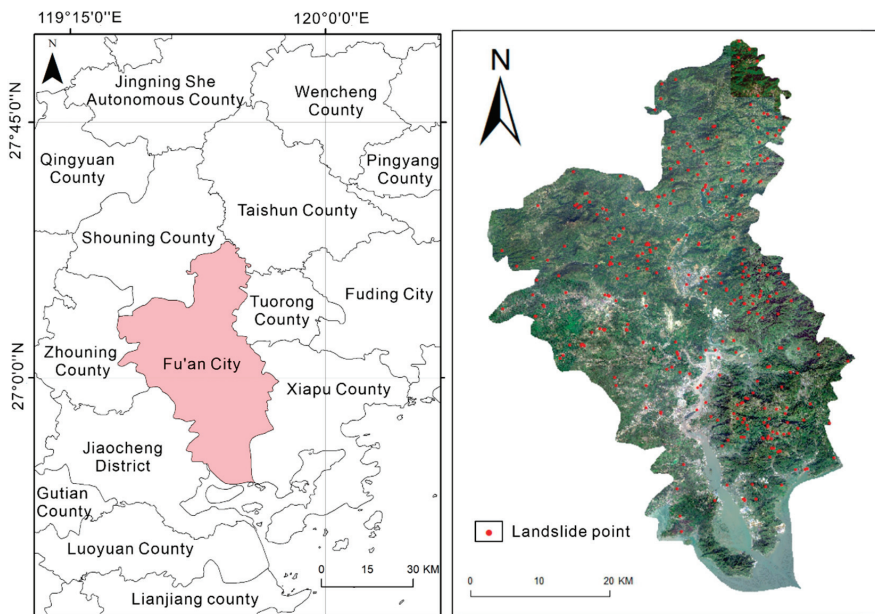 119°15'0''E
120°0'0''E
N
Jingning She
Autonomous County
Wencheng
County
27°45'0''N
Qingyuan
County
Pingyang
County
Taishun County
Shouning County
Tuorong
County
Fuding City
Zhouning
County
Fu'an City
27°0'0''N
Xiapu County
Jiaocheng
District
Gutian
County
Luoyuan County
0 15 30 KM
Lianjiang county
N
Landslide point
0 10 20 KM